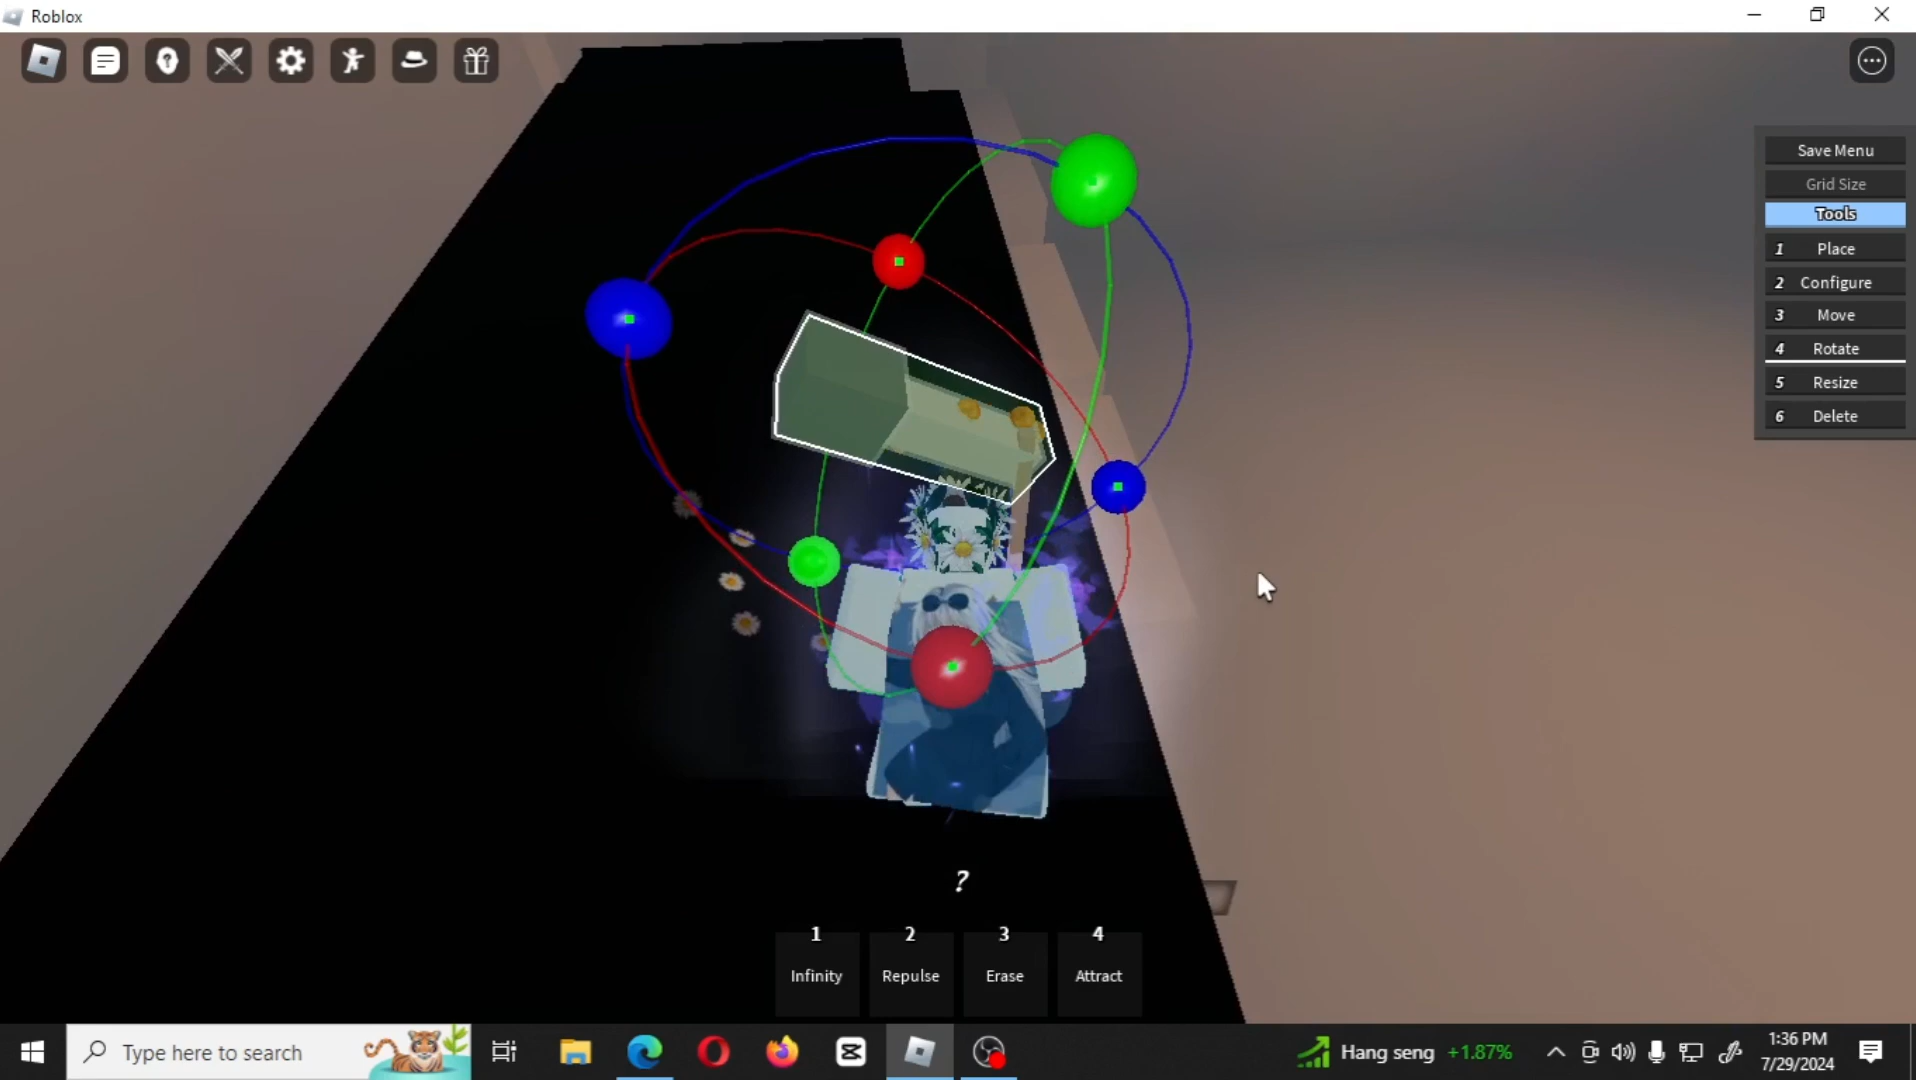 Roblox
Save Menu
Grid Size
Tools
1 Place
2 Configure
3 Move
4 Rotate
5 Resize
6 Delete
?
1 2 3 4
Infinity Repulse Erase Attract
Type here to search
Hang seng +1.87%
1:36 PM
7/29/2024